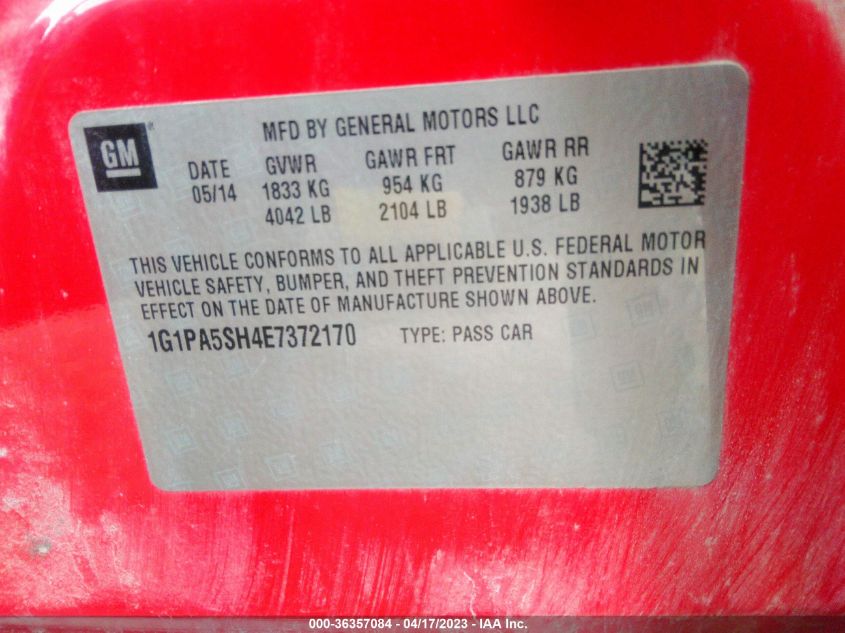 GM
MFD BY GENERAL MOTORS LLC
DATE GVWR GAWR FRT GAWR RR
05/14 1833 KG 954 KG 879 KG
4042 LB 2104 LB 1938 LB
THIS VEHICLE CONFORMS TO ALL APPLICABLE U.S. FEDERAL MOTOR
VEHICLE SAFETY, BUMPER, AND THEFT PREVENTION STANDARDS IN
EFFECT ON THE DATE OF MANUFACTURE SHOWN ABOVE.
1G1PA5SH4E7372170 TYPE: PASS CAR
000-36357084 - 04/17/2023 - IAA Inc.